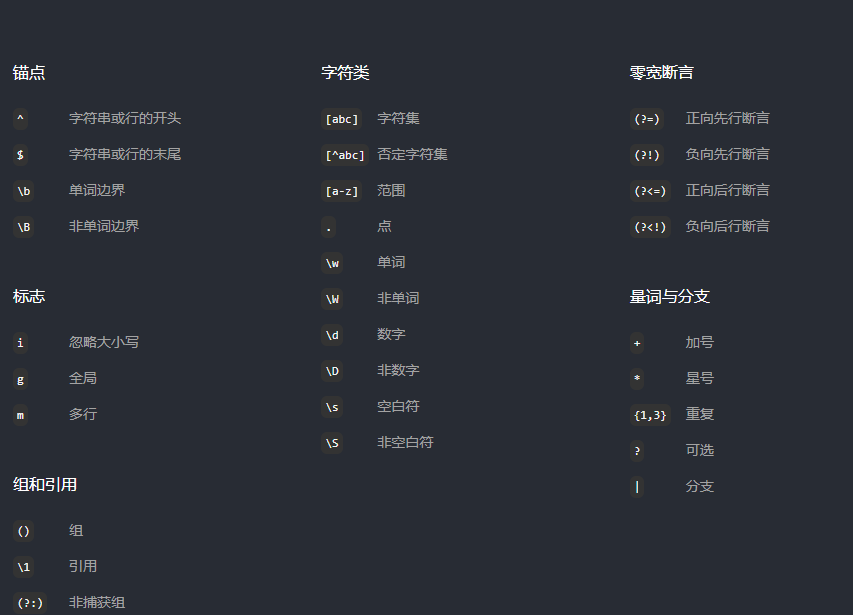 锚点
^ 字符串或行的开头
$ 字符串或行的末尾
\b 单词边界
\B 非单词边界
标志
i 忽略大小写
g 全局
m 多行
组和引用
() 组
\1 引用
(?:) 非捕获组
字符类
[abc] 字符集
[^abc] 否定字符集
[a-z] 范围
. 点
\w 单词
\W 非单词
\d 数字
\D 非数字
\s 空白符
\S 非空白符
零宽断言
(?=) 正向先行断言
(?!) 负向先行断言
(?<=) 正向后行断言
(?<!) 负向后行断言
量词与分支
+ 加号
* 星号
{1,3} 重复
? 可选
| 分支